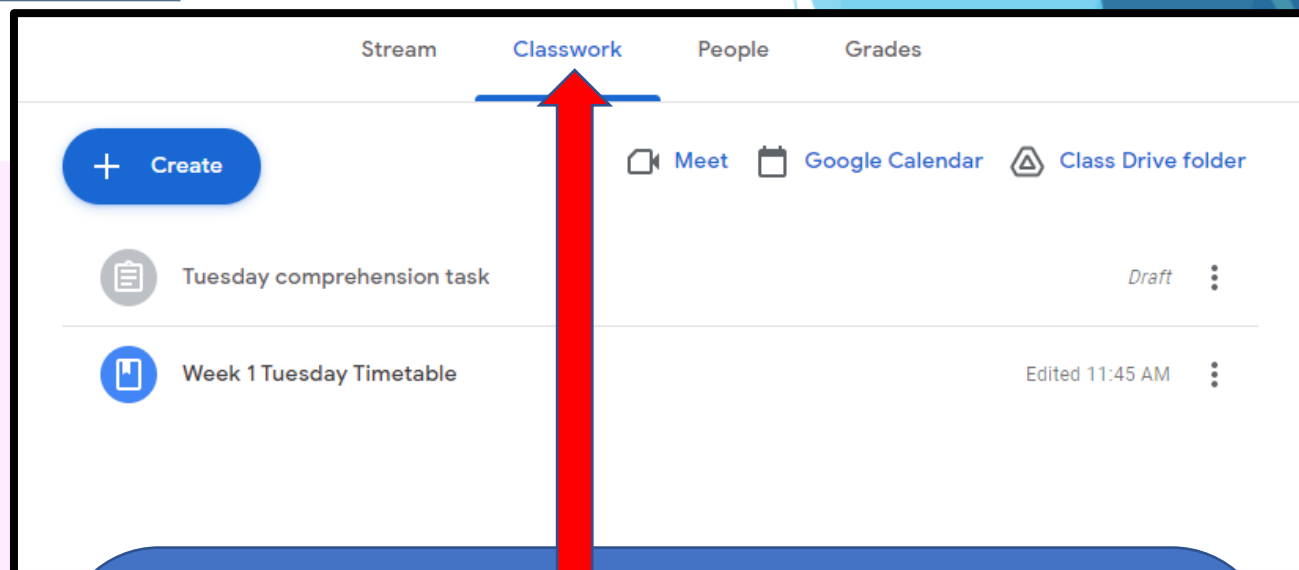 Stream Classwork People Grades
+ Create Meet Google Calendar Class Drive folder
Tuesday comprehension task Draft
Week 1 Tuesday Timetable Edited 11:45 AM